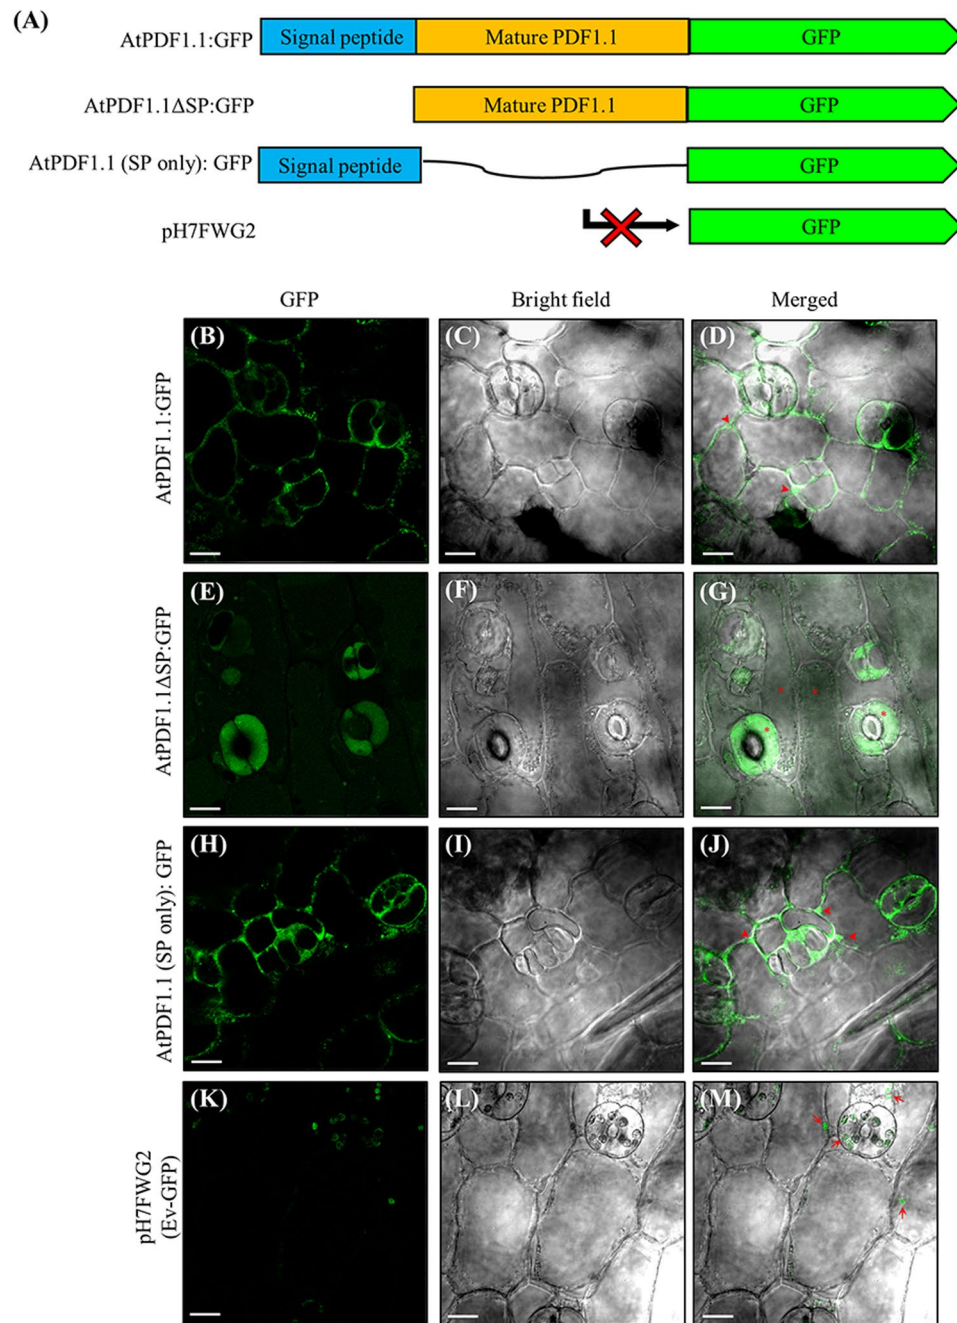 (A)
AtPDF1.1:GFP Signal peptide Mature PDF1.1 GFP
AtPDF1.1ΔSP:GFP Mature PDF1.1 GFP
AtPDF1.1 (SP only): GFP Signal peptide GFP
pH7FWG2 GFP
GFP Bright field Merged
AtPDF1.1:GFP
(B) (C) (D)
AtPDF1.1ΔSP:GFP
(E) (F) (G)
AtPDF1.1 (SP only): GFP
(H) (I) (J)
pH7FWG2
(Ev-GFP)
(K) (L) (M)